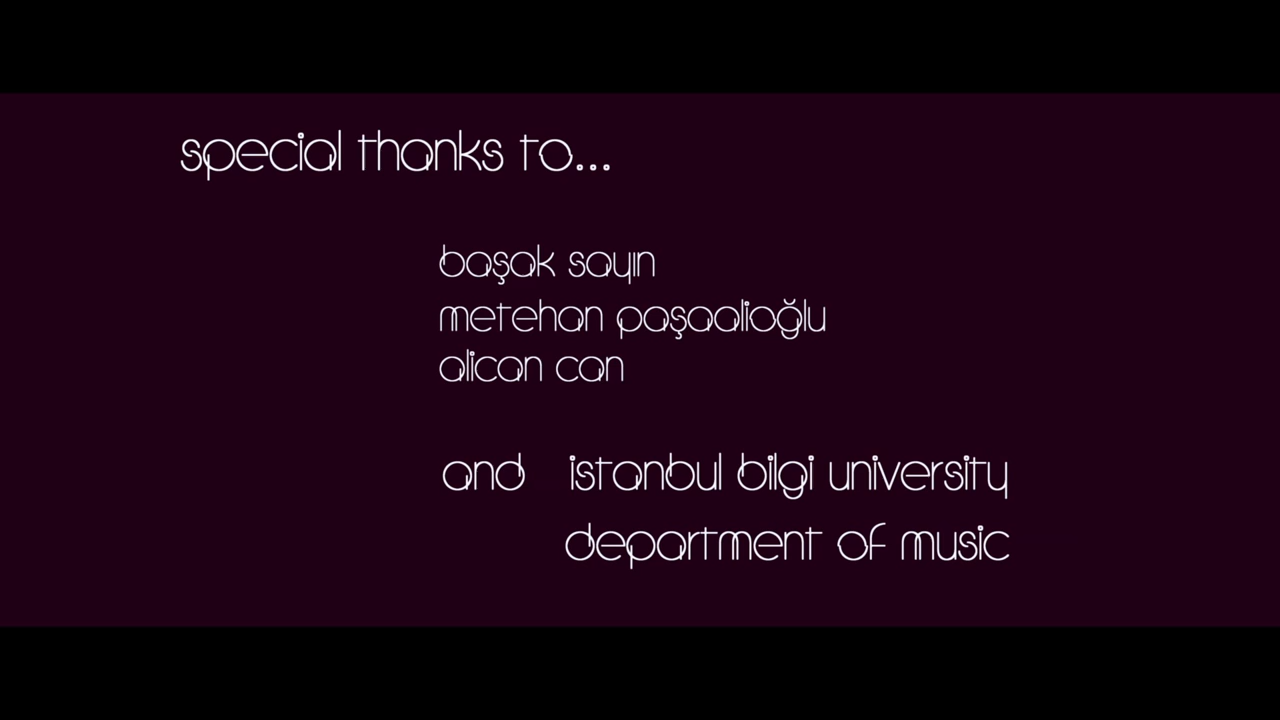 special thanks to...
başak sayın
metehan paşaalioğlu
alican can
and istanbul bilgi university
department of music